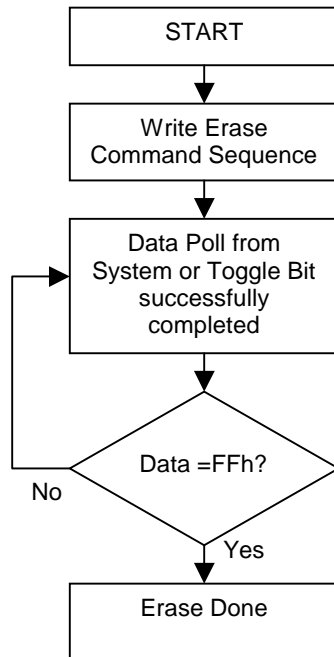 START
Write Erase
Command Sequence
Data Poll from
System or Toggle Bit
successfully
completed
Data =FFh?
No
Yes
Erase Done